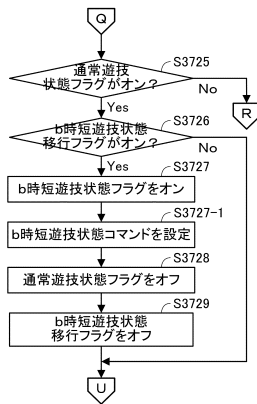 Q
通常遊技
状態フラグがオン？
S3725
No
R
Yes
b時短遊技状態
移行フラグがオン？
S3726
No
Yes
S3727
b時短遊技状態フラグをオン
S3727-1
b時短遊技状態コマンドを設定
S3728
通常遊技状態フラグをオフ
S3729
b時短遊技状態
移行フラグをオフ
U